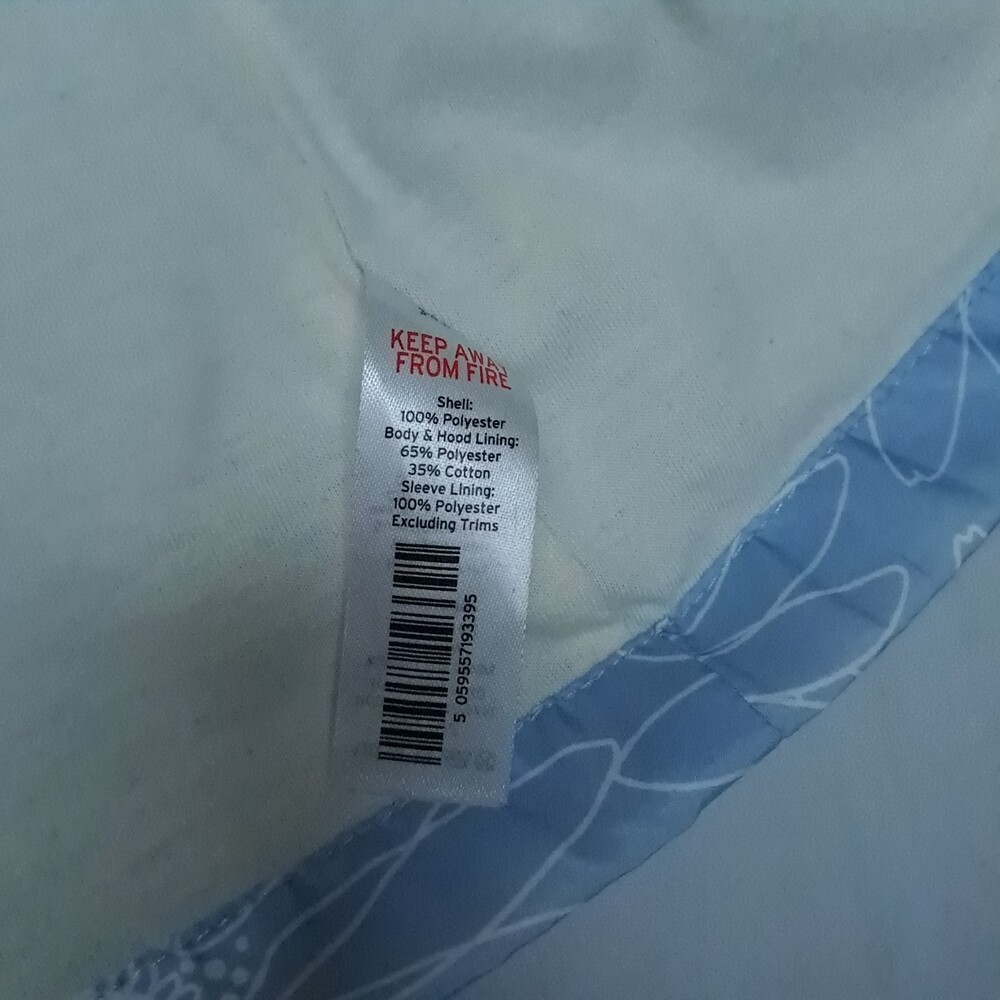 KEEP AWAY
FROM FIRE
Shell:
100% Polyester
Body & Hood Lining:
65% Polyester
35% Cotton
Sleeve Lining:
100% Polyester
Excluding Trims
5 059557193395